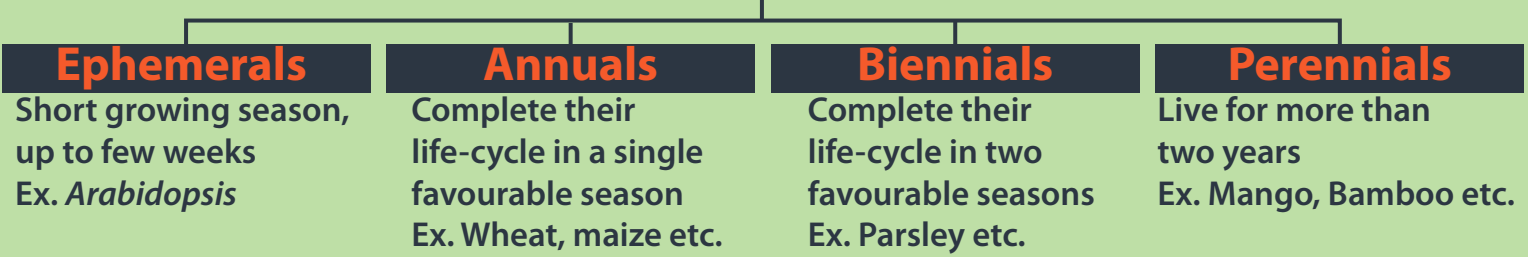 Ephemerals
Short growing season,
up to few weeks
Ex. Arabidopsis
Annuals
Complete their
life-cycle in a single
favourable season
Ex. Wheat, maize etc.
Biennials
Complete their
life-cycle in two
favourable seasons
Ex. Parsley etc.
Perennials
Live for more than
two years
Ex. Mango, Bamboo etc.